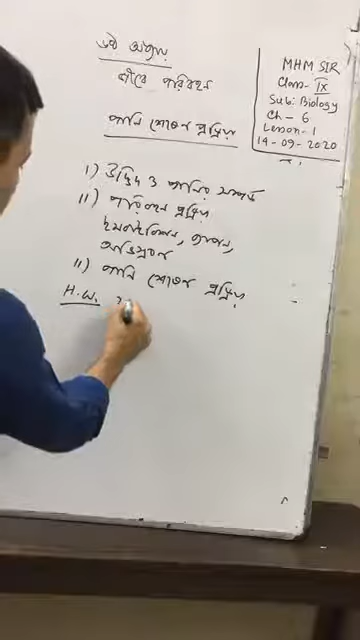 ৬ষ্ঠ অধ্যায়
জীবে পরিবহন
পানি শোষণ প্রক্রিয়া
MHM SIR
Class- IX
Sub: Biology
Ch- 6
Lesson-1
14-09-2020
i) উদ্ভিদ ও পানির সম্পর্ক
ii) পরিবহন প্রক্রিয়া
ইমবাইবিশন, ব্যাপন,
অভিস্রবণ
ii) পানি শোষণ প্রক্রিয়া
H.W.